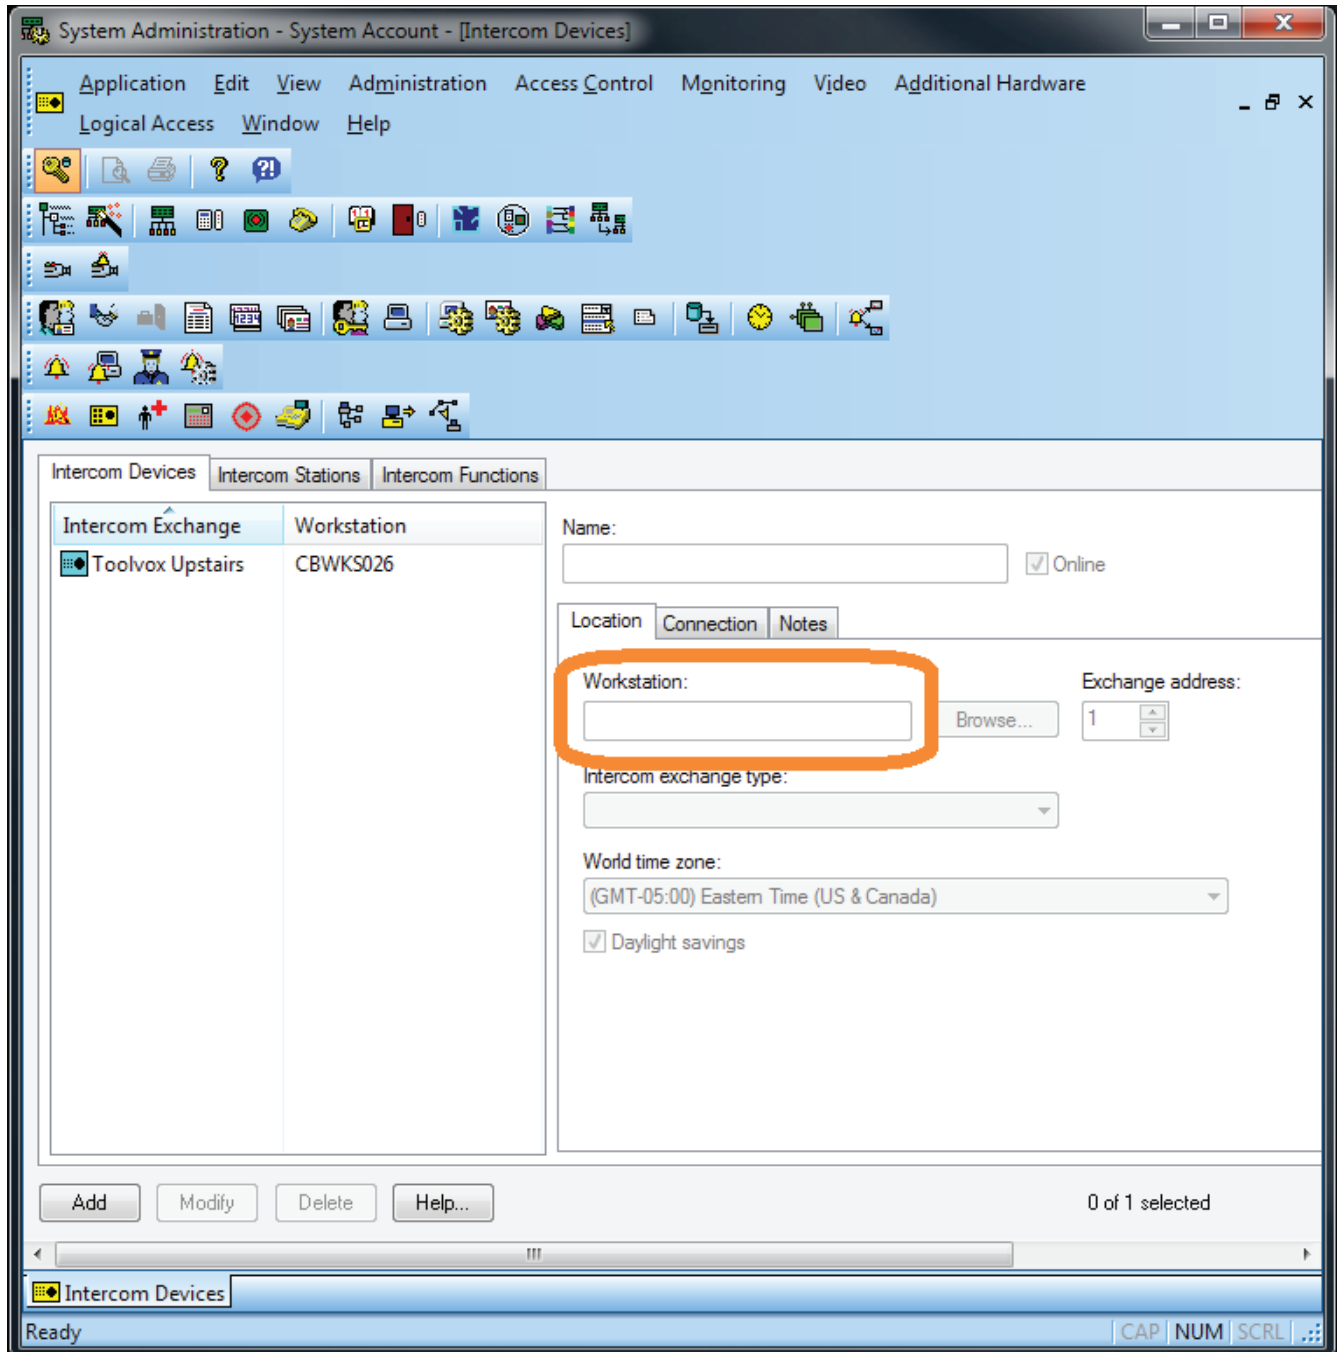 System Administration - System Account - [Intercom Devices]
Application Edit View Administration Access Control Monitoring Video Additional Hardware
Logical Access Window Help
Intercom Devices Intercom Stations Intercom Functions
Intercom Exchange Workstation
Toolvox Upstairs CBWKS026
Name:
Online
Location Connection Notes
Workstation: Exchange address:
Browse... 1
Intercom exchange type:
World time zone:
(GMT-05:00) Eastern Time (US & Canada)
Daylight savings
Add Modify Delete Help... 0 of 1 selected
Intercom Devices
Ready CAP NUM SCRL